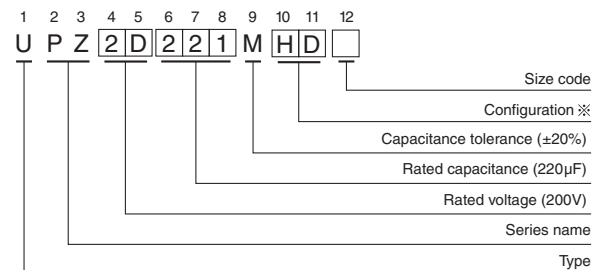 1 2 3 4 5 6 7 8 9 10 11 12
U P Z 2 D 2 2 1 M H D
Size code
Configuration ※
Capacitance tolerance (±20%)
Rated capacitance (220µF)
Rated voltage (200V)
Series name
Type